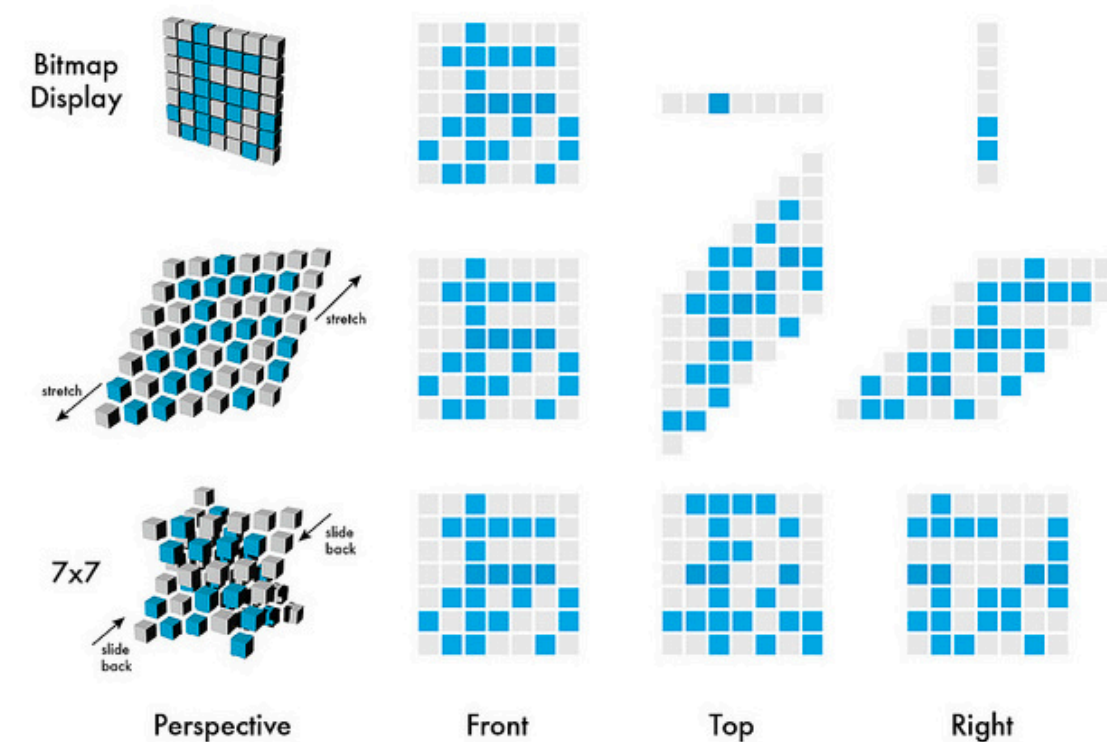 Bitmap
Display
stretch
stretch
slide
back
7x7
slide
back
Perspective Front Top Right